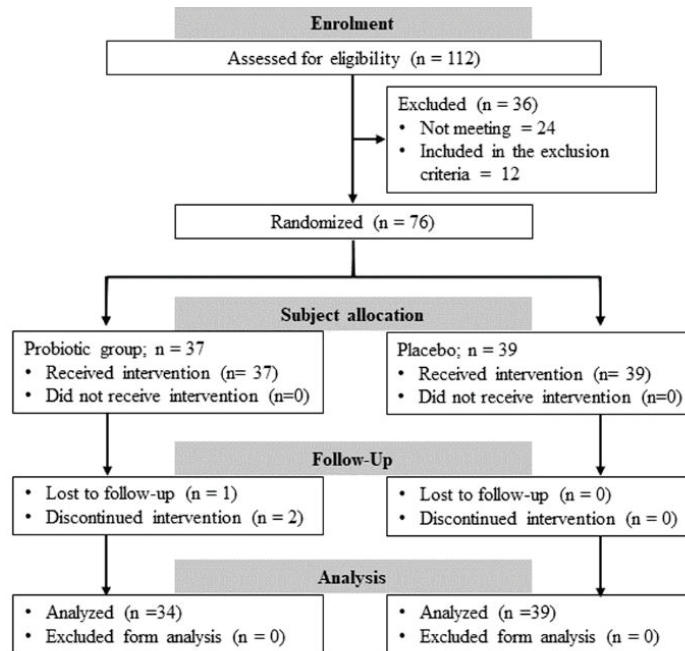 Enrolment
Assessed for eligibility (n = 112)
Excluded (n = 36)
• Not meeting = 24
• Included in the exclusion
criteria = 12
Randomized (n = 76)
Subject allocation
Probiotic group; n = 37
• Received intervention (n= 37)
• Did not receive intervention (n=0)
Placebo; n = 39
• Received intervention (n= 39)
• Did not receive intervention (n=0)
Follow-Up
• Lost to follow-up (n = 1)
• Discontinued intervention (n = 2)
• Lost to follow-up (n = 0)
• Discontinued intervention (n = 0)
Analysis
• Analyzed (n =34)
• Excluded form analysis (n = 0)
• Analyzed (n =39)
• Excluded form analysis (n = 0)